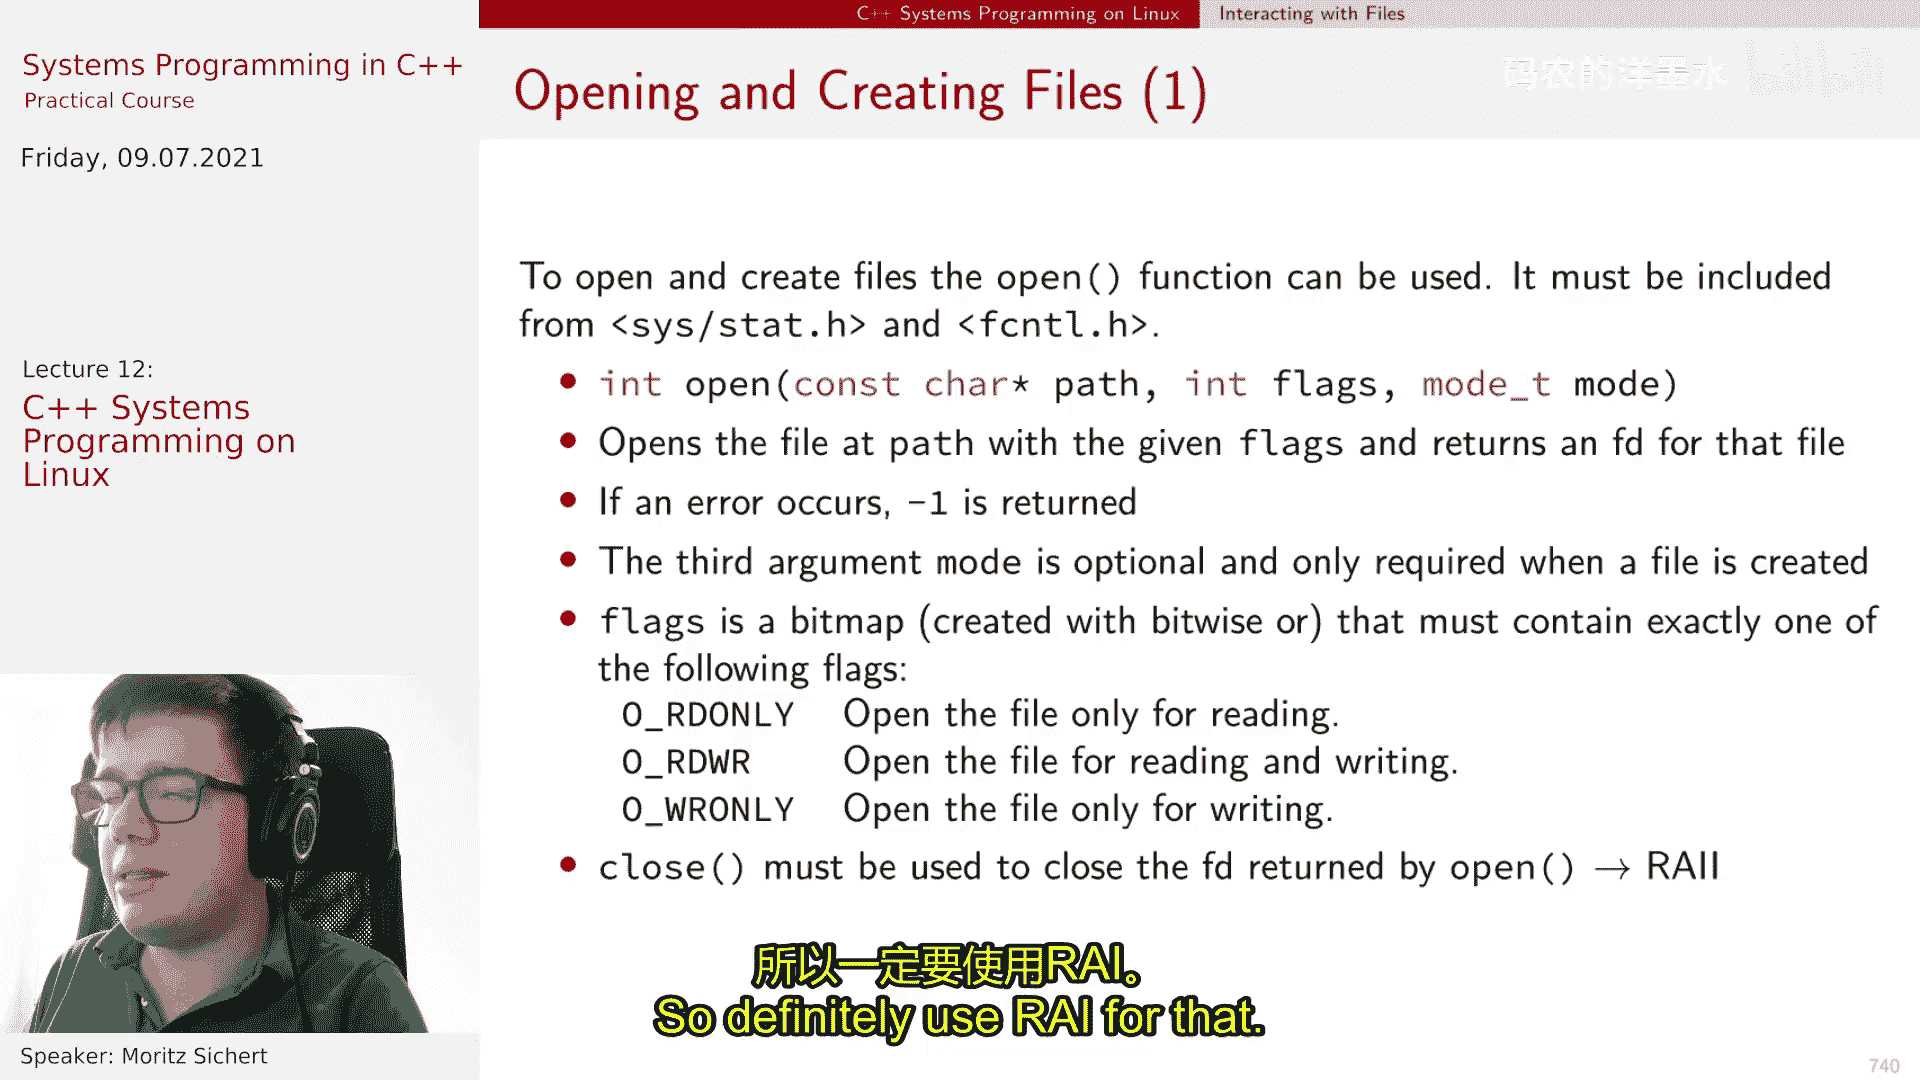 C++ Systems Programming on Linux
Interacting with Files
Systems Programming in C++
Practical Course
Friday, 09.07.2021
Lecture 12:
C++ Systems
Programming on
Linux
Speaker: Moritz Sichert
Opening and Creating Files (1)
码农的洋墨水
bilibili
To open and create files the open() function can be used. It must be included
from <sys/stat.h> and <fcntl.h>.
• int open(const char* path, int flags, mode_t mode)
• Opens the file at path with the given flags and returns an fd for that file
• If an error occurs, -1 is returned
• The third argument mode is optional and only required when a file is created
• flags is a bitmap (created with bitwise or) that must contain exactly one of
the following flags:
O_RDONLY Open the file only for reading.
O_RDWR Open the file for reading and writing.
O_WRONLY Open the file only for writing.
• close() must be used to close the fd returned by open() → RAII
所以一定要使用RAI。
So definitely use RAI for that.
740